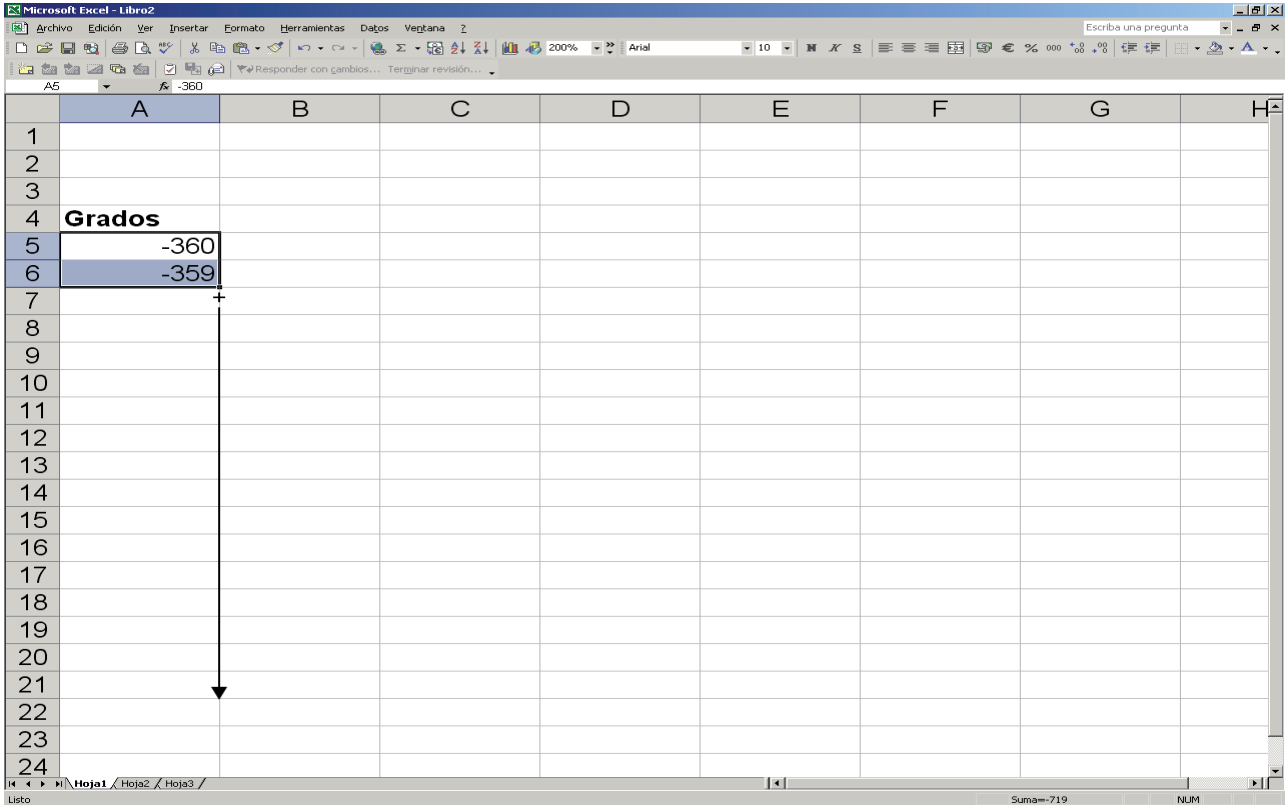 Microsoft Excel - Libro2
Archivo Edición Ver Insertar Formato Herramientas Datos Ventana ? Escriba una pregunta
200% Arial 10 N K S € % 000
Responder con cambios... Terminar revisión...
A5 fx -360
A B C D E F G H
1
2
3
4 Grados
5 -360
6 -359
7
8
9
10
11
12
13
14
15
16
17
18
19
20
21
22
23
24
Hoja1 Hoja2 Hoja3
Listo Suma=-719 NUM